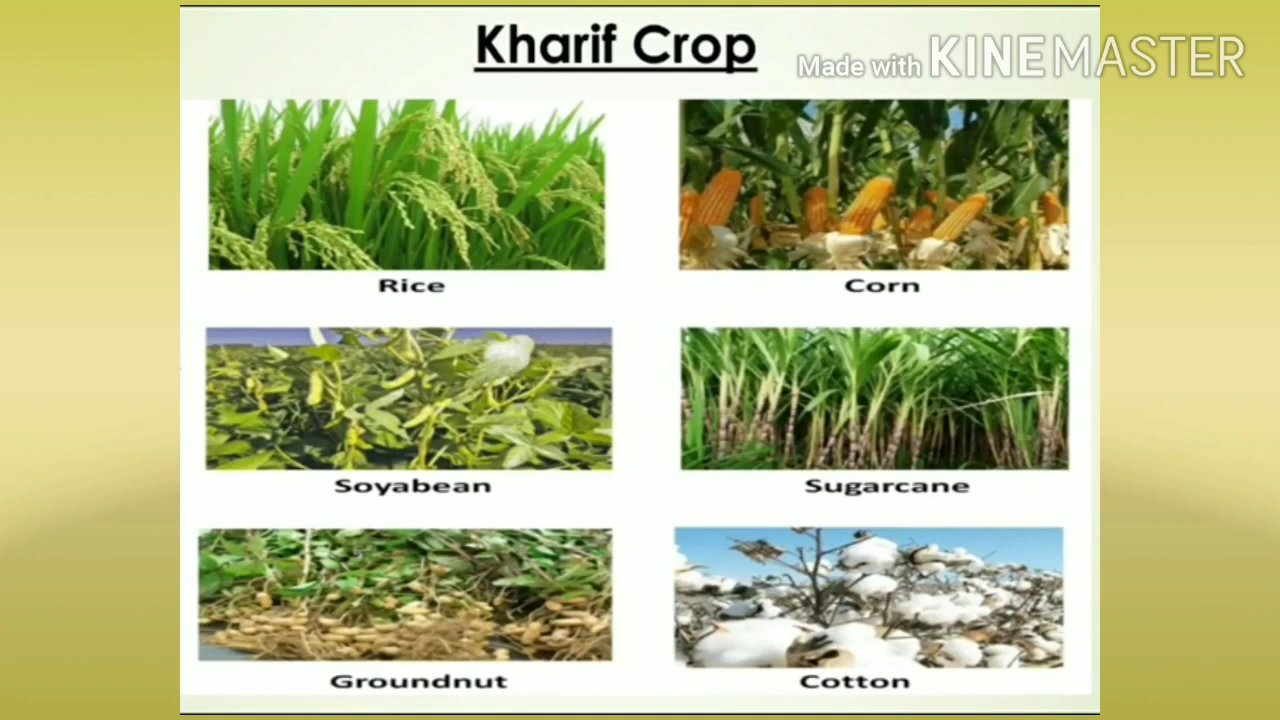 Kharif Crop
Made with KINEMASTER
Rice
Corn
Soyabean
Sugarcane
Groundnut
Cotton